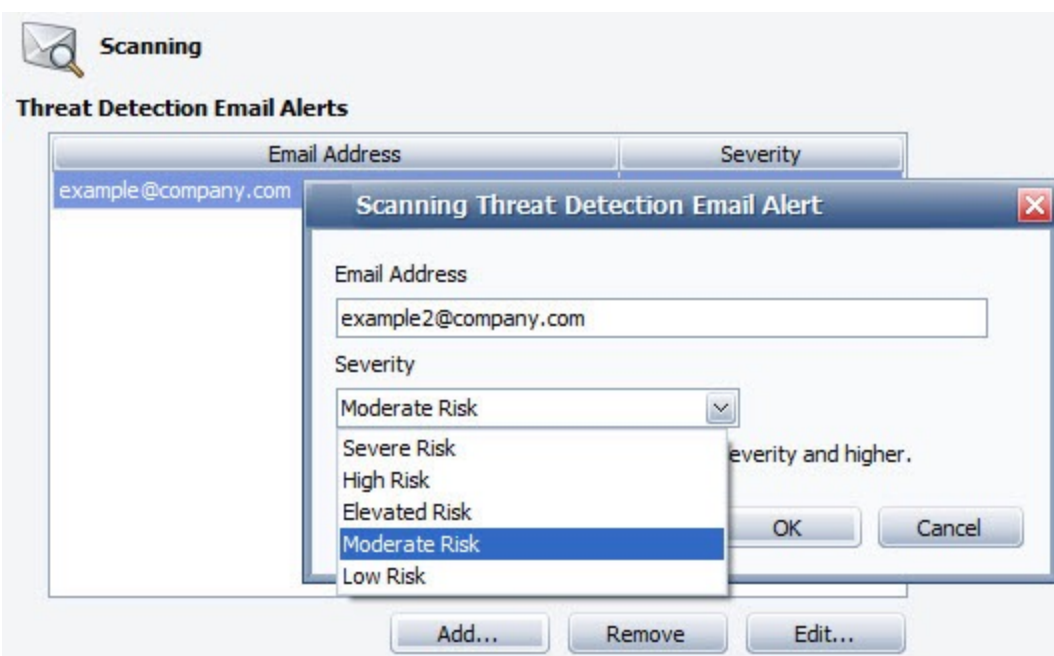 Scanning
Threat Detection Email Alerts
Email Address Severity
example@company.com
Scanning Threat Detection Email Alert
Email Address
example2@company.com
Severity
Moderate Risk
Severe Risk
everity and higher.
High Risk
Elevated Risk
Moderate Risk
OK Cancel
Low Risk
Add... Remove Edit...